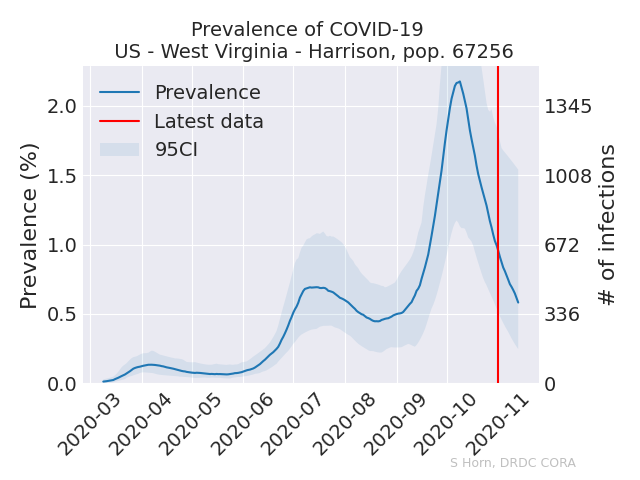 Prevalence of COVID-19
US - West Virginia - Harrison, pop. 67256
Prevalence
Latest data
95CI
Prevalence (%)
2.0
1.5
1.0
0.5
0.0
1345
1008
672
336
0
# of infections
2020-03
2020-04
2020-05
2020-06
2020-07
2020-08
2020-09
2020-10
2020-11
S Horn, DRDC CORA